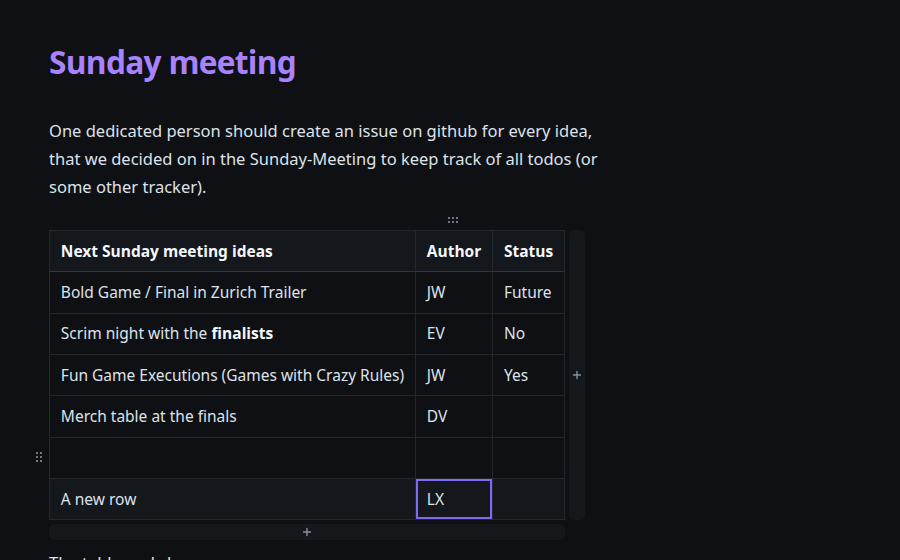 Sunday meeting
One dedicated person should create an issue on github for every idea,
that we decided on in the Sunday-Meeting to keep track of all todos (or
some other tracker).
Next Sunday meeting ideas Author Status
Bold Game / Final in Zurich Trailer JW Future
Scrim night with the finalists EV No
Fun Game Executions (Games with Crazy Rules) JW Yes
Merch table at the finals DV
A new row LX